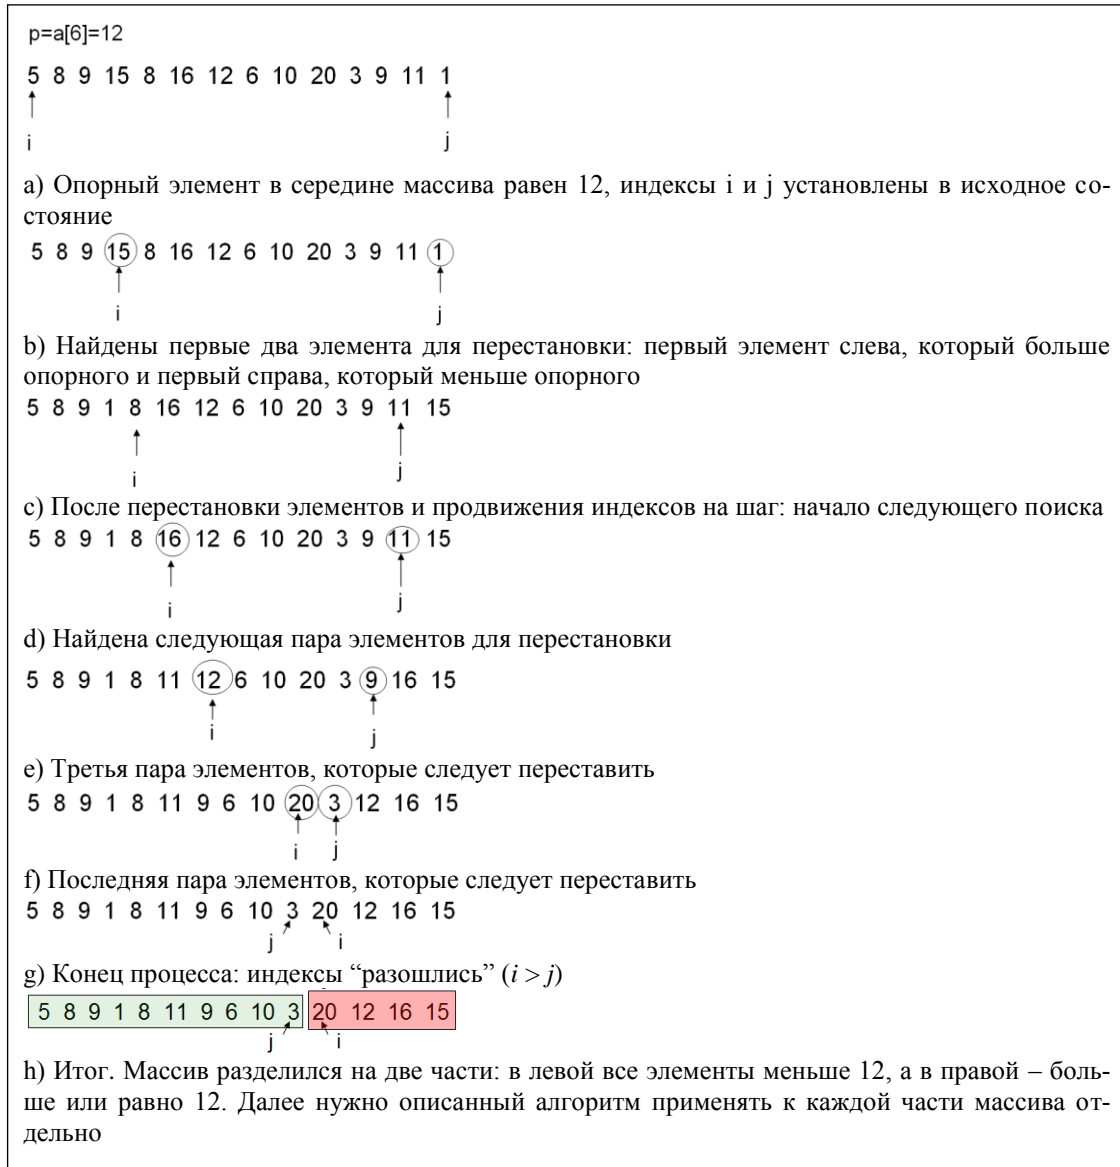 p=a[6]=12
5 8 9 15 8 16 12 6 10 20 3 9 11 1
i j
a) Опорный элемент в середине массива равен 12, индексы i и j установлены в исходное со-
стояние
5 8 9 15 8 16 12 6 10 20 3 9 11 1
i j
b) Найдены первые два элемента для перестановки: первый элемент слева, который больше
опорного и первый справа, который меньше опорного
5 8 9 1 8 16 12 6 10 20 3 9 11 15
i j
c) После перестановки элементов и продвижения индексов на шаг: начало следующего поиска
5 8 9 1 8 16 12 6 10 20 3 9 11 15
i j
d) Найдена следующая пара элементов для перестановки
5 8 9 1 8 11 12 6 10 20 3 9 16 15
i j
e) Третья пара элементов, которые следует переставить
5 8 9 1 8 11 9 6 10 20 3 12 16 15
i j
f) Последняя пара элементов, которые следует переставить
5 8 9 1 8 11 9 6 10 3 20 12 16 15
j i
g) Конец процесса: индексы “разошлись” (i > j)
5 8 9 1 8 11 9 6 10 3 20 12 16 15
j i
h) Итог. Массив разделился на две части: в левой все элементы меньше 12, а в правой – боль-
ше или равно 12. Далее нужно описанный алгоритм применять к каждой части массива от-
дельно